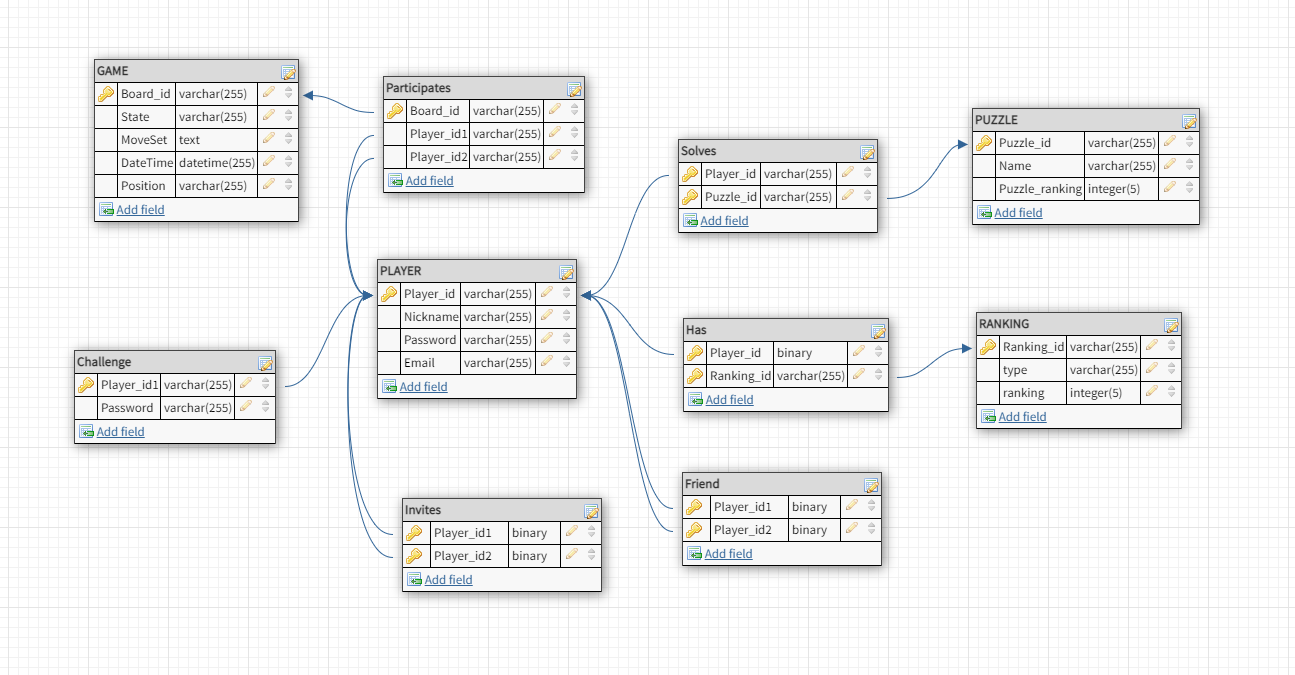 GAME
Board_id varchar(255)
State varchar(255)
MoveSet text
DateTime datetime(255)
Position varchar(255)
Add field
Participates
Board_id varchar(255)
Player_id1 varchar(255)
Player_id2 varchar(255)
Add field
Solves
Player_id varchar(255)
Puzzle_id varchar(255)
Add field
PUZZLE
Puzzle_id varchar(255)
Name varchar(255)
Puzzle_ranking integer(5)
Add field
PLAYER
Player_id varchar(255)
Nickname varchar(255)
Password varchar(255)
Email varchar(255)
Add field
Challenge
Player_id1 varchar(255)
Password varchar(255)
Add field
Has
Player_id binary
Ranking_id varchar(255)
Add field
RANKING
Ranking_id varchar(255)
type varchar(255)
ranking integer(5)
Add field
Invites
Player_id1 binary
Player_id2 binary
Add field
Friend
Player_id1 binary
Player_id2 binary
Add field